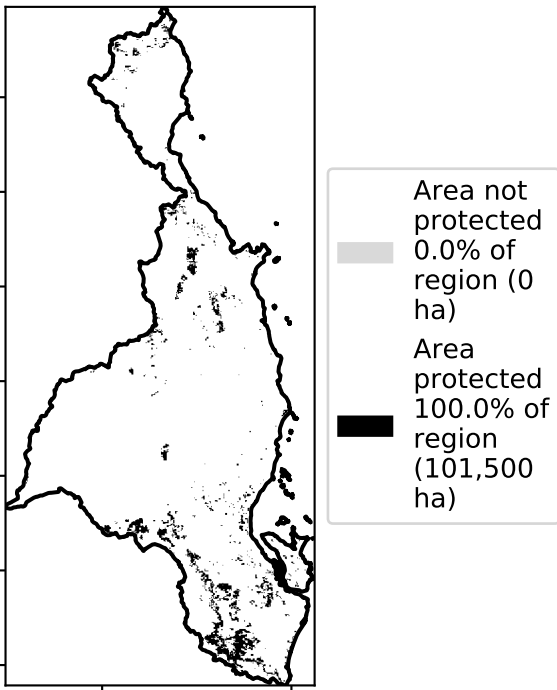 Area not
protected
0.0% of
region (0
ha)
Area
protected
100.0% of
region
(101,500
ha)